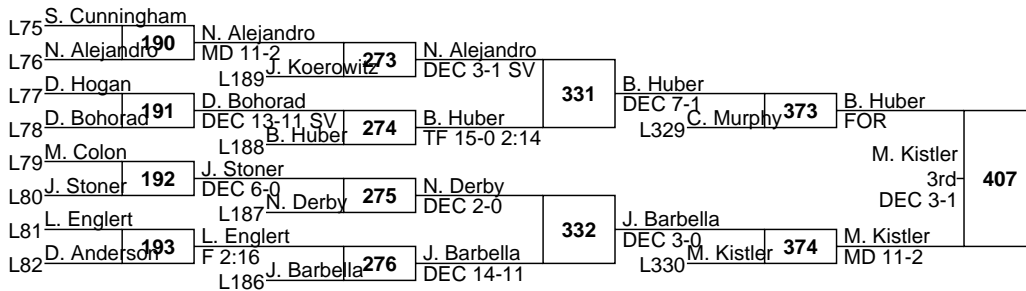 S. Cunningham
L75
190
N. Alejandro
N. Alejandro
MD 11-2
L76
273
N. Alejandro
J. Koerowitz
DEC 3-1 SV
L189
D. Hogan
L77
331
B. Huber
191
D. Bohorad
DEC 7-1
D. Bohorad
DEC 13-11 SV
L78
274
B. Huber
B. Huber
TF 15-0 2:14
L188
C. Murphy
373
B. Huber
L329
FOR
M. Colon
L79
M. Kistler
192
J. Stoner
3rd
407
J. Stoner
DEC 6-0
DEC 3-1
L80
275
N. Derby
N. Derby
DEC 2-0
L187
L. Englert
L81
332
J. Barbella
193
L. Englert
DEC 3-0
D. Anderson
F 2:16
L82
276
J. Barbella
J. Barbella
DEC 14-11
L186
M. Kistler
374
M. Kistler
L330
MD 11-2